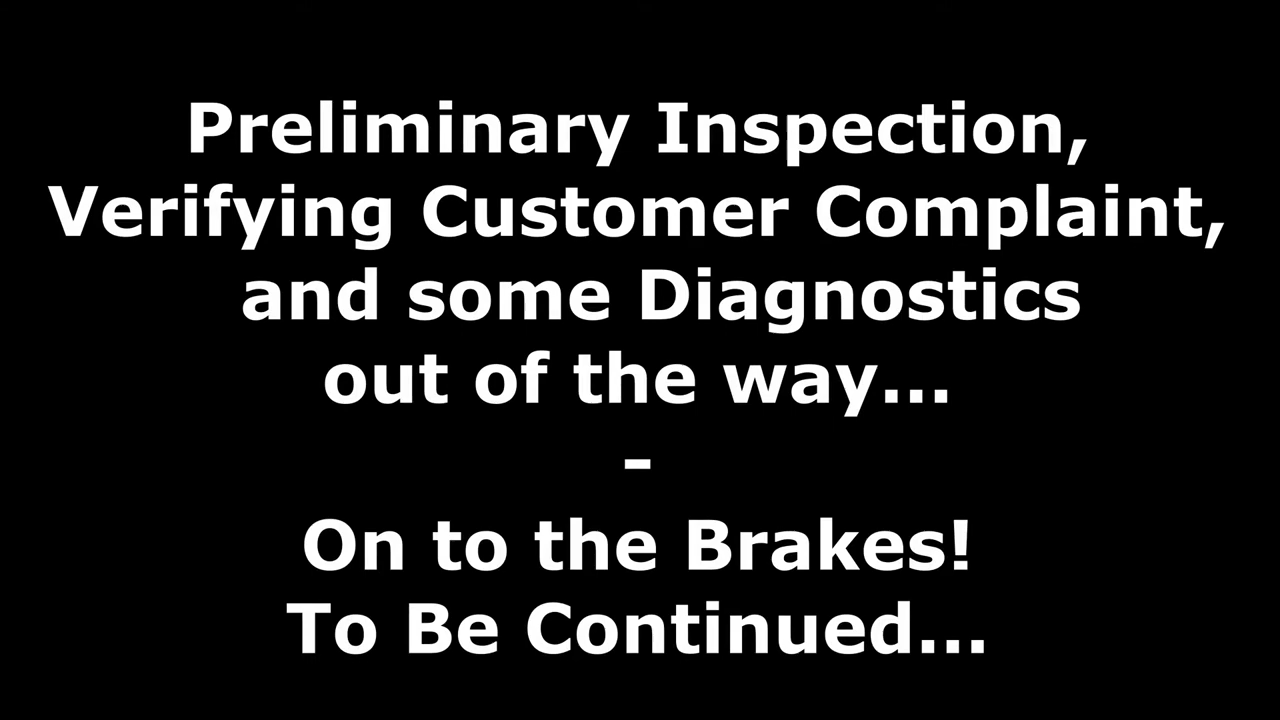 Preliminary Inspection,
Verifying Customer Complaint,
and some Diagnostics
out of the way...
-
On to the Brakes!
To Be Continued...